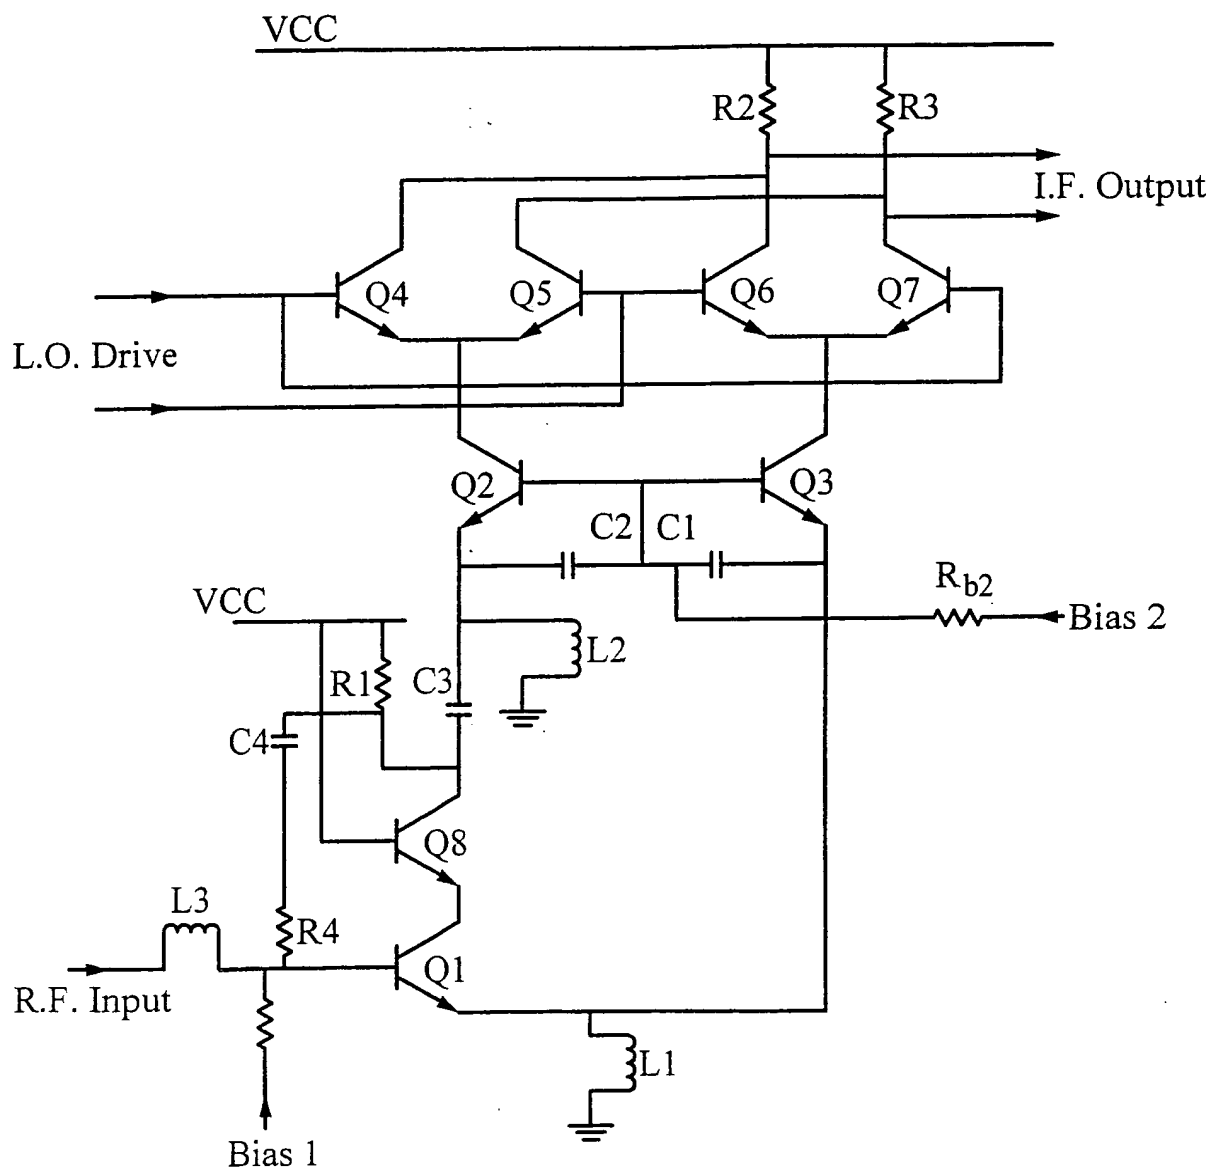 VCC
R2
R3
I.F. Output
Q4
Q5
Q6
Q7
L.O. Drive
Q2
Q3
C2
C1
Rb2
Bias 2
VCC
L2
R1
C3
C4
Q8
L3
R4
Q1
R.F. Input
L1
Bias 1